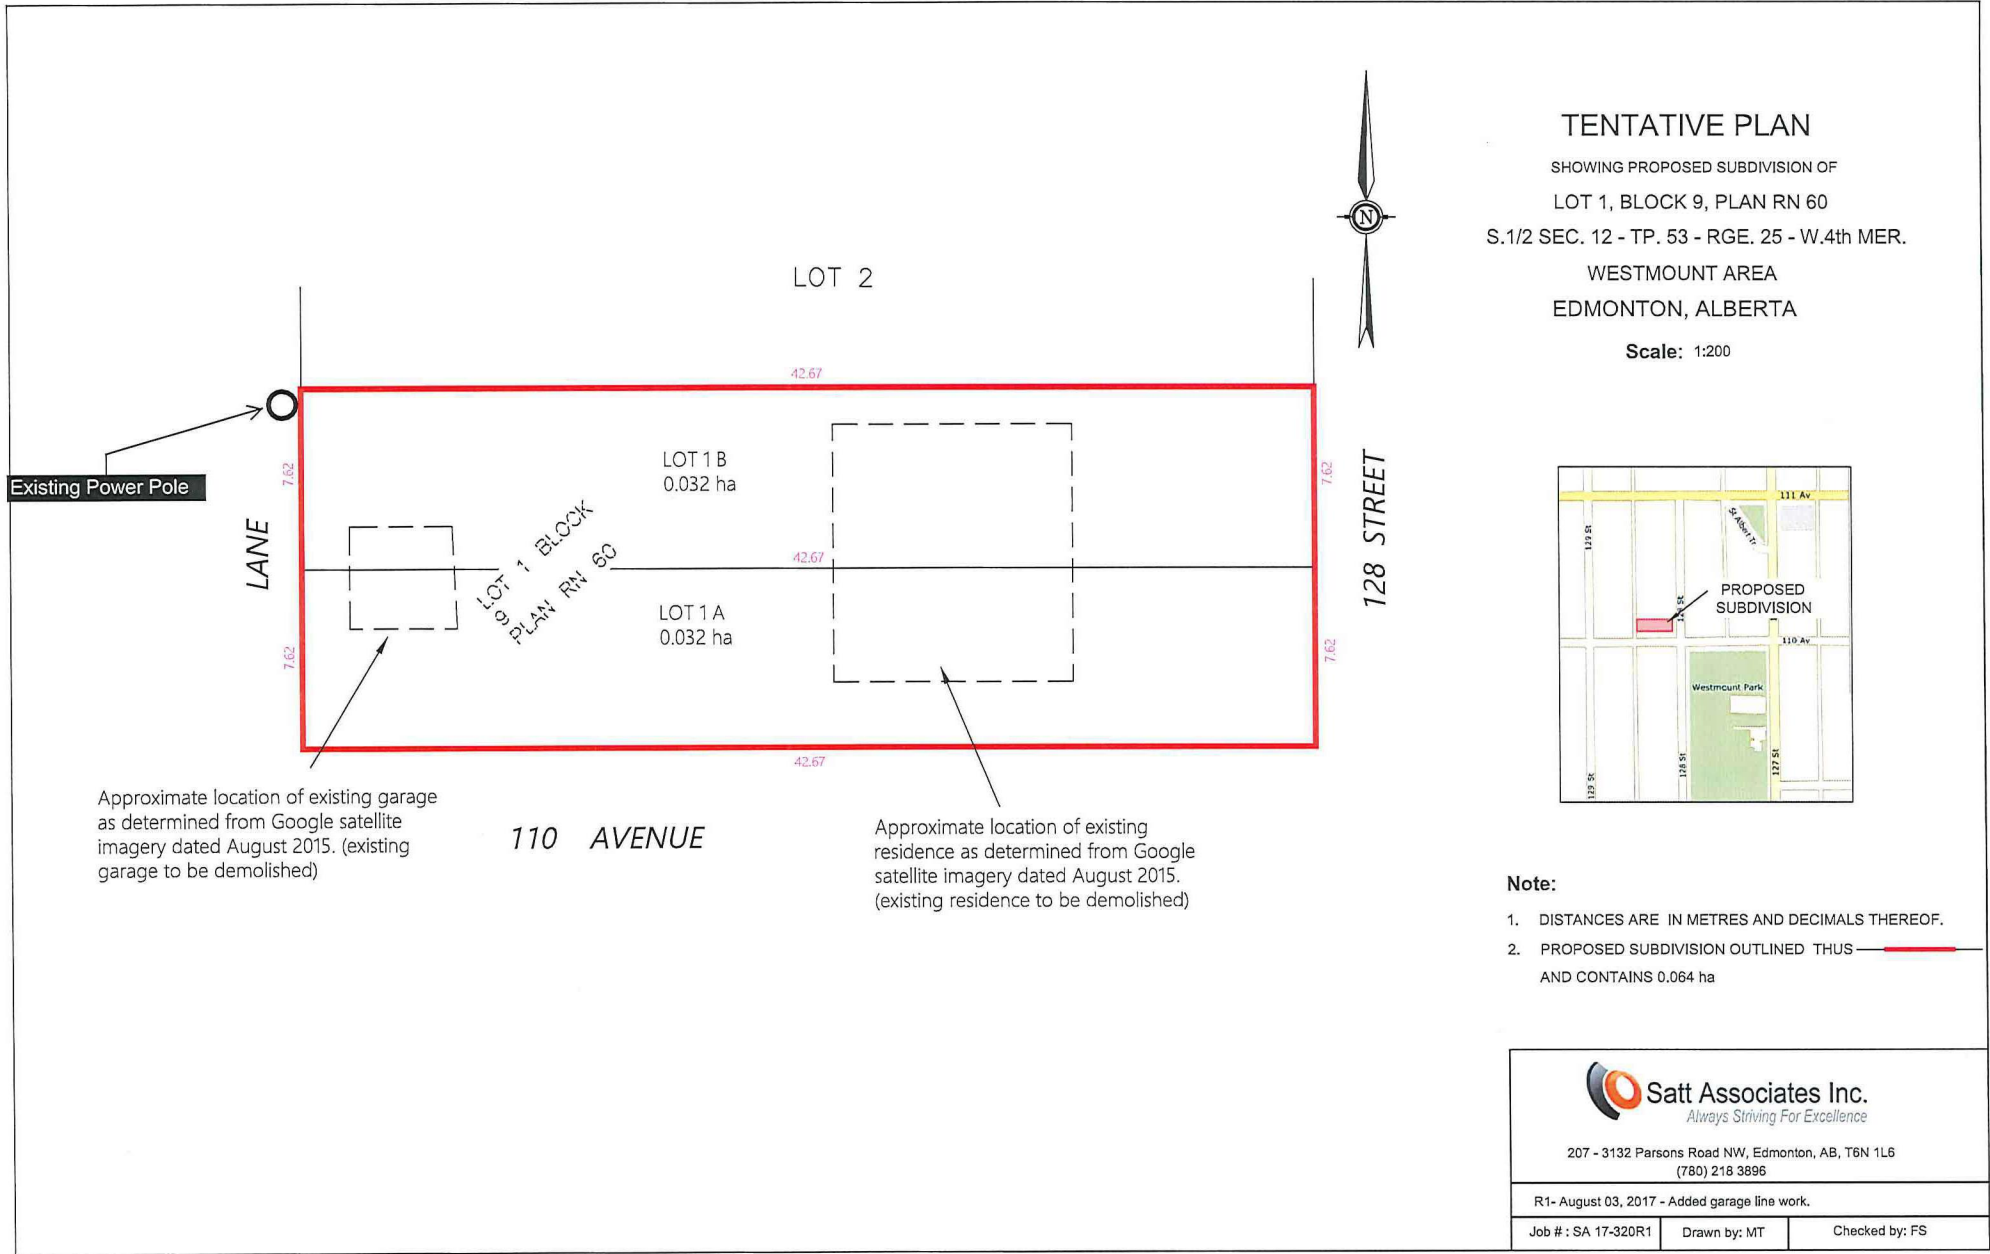 TENTATIVE PLAN
SHOWING PROPOSED SUBDIVISION OF
LOT 1, BLOCK 9, PLAN RN 60
S.1/2 SEC. 12 - TP. 53 - RGE. 25 - W.4th MER.
WESTMOUNT AREA
EDMONTON, ALBERTA
Scale: 1:200
N
LOT 2
42.67
Existing Power Pole
7.62
LOT 1 B
0.032 ha
7.62
LANE
LOT 1 BLOCK
9
PLAN RN 60
42.67
128 STREET
LOT 1 A
0.032 ha
7.62
7.62
42.67
Approximate location of existing garage
as determined from Google satellite
imagery dated August 2015. (existing
garage to be demolished)
110 AVENUE
Approximate location of existing
residence as determined from Google
satellite imagery dated August 2015.
(existing residence to be demolished)
111 Av
St Albert Tr
129 St
PROPOSED
SUBDIVISION
110 Av
Westmount Park
129 St
128 St
127 St
Note:
1. DISTANCES ARE IN METRES AND DECIMALS THEREOF.
2. PROPOSED SUBDIVISION OUTLINED THUS
AND CONTAINS 0.064 ha
Satt Associates Inc.
Always Striving For Excellence
207 - 3132 Parsons Road NW, Edmonton, AB, T6N 1L6
(780) 218 3896
R1- August 03, 2017 - Added garage line work.
Job # : SA 17-320R1
Drawn by: MT
Checked by: FS